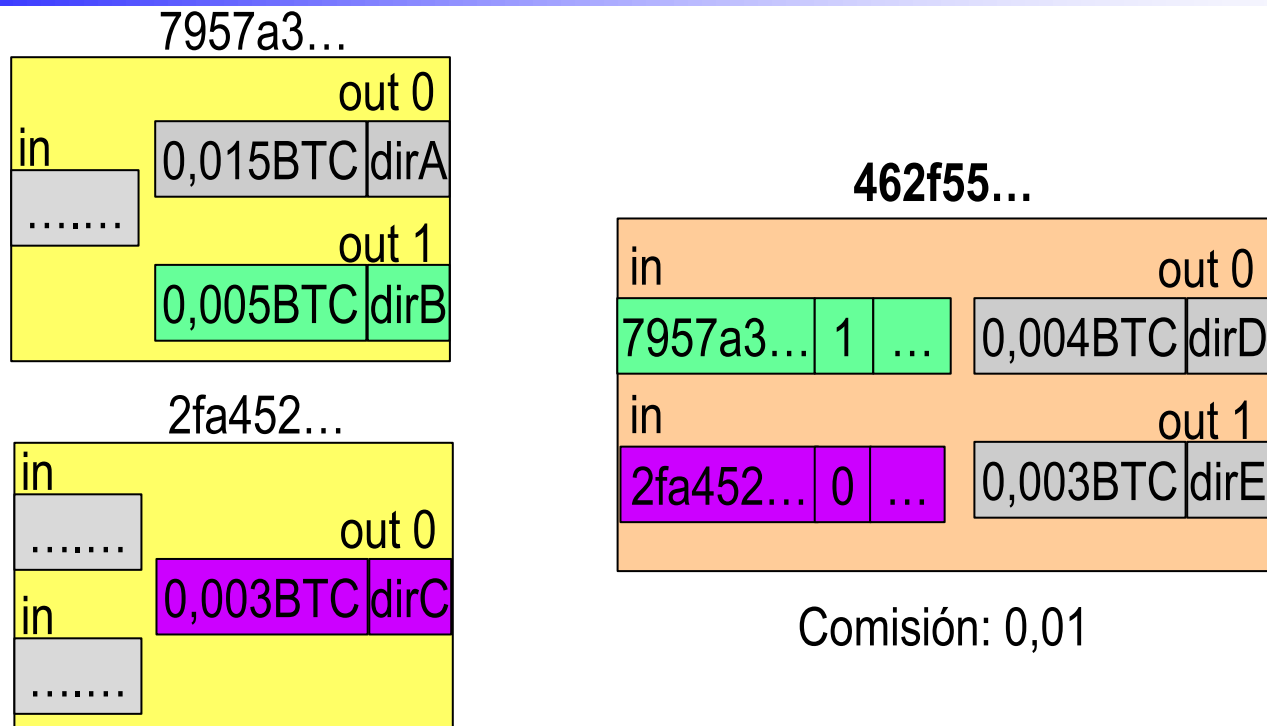 7957a3…
out 0
in
0,015BTC dirA
…….…
out 1
0,005BTC dirB
2fa452…
in
…….…
out 0
0,003BTC dirC
in
…….…
462f55…
in
out 0
7957a3… 1 … 0,004BTC dirD
in
out 1
2fa452… 0 … 0,003BTC dirE
Comisión: 0,01